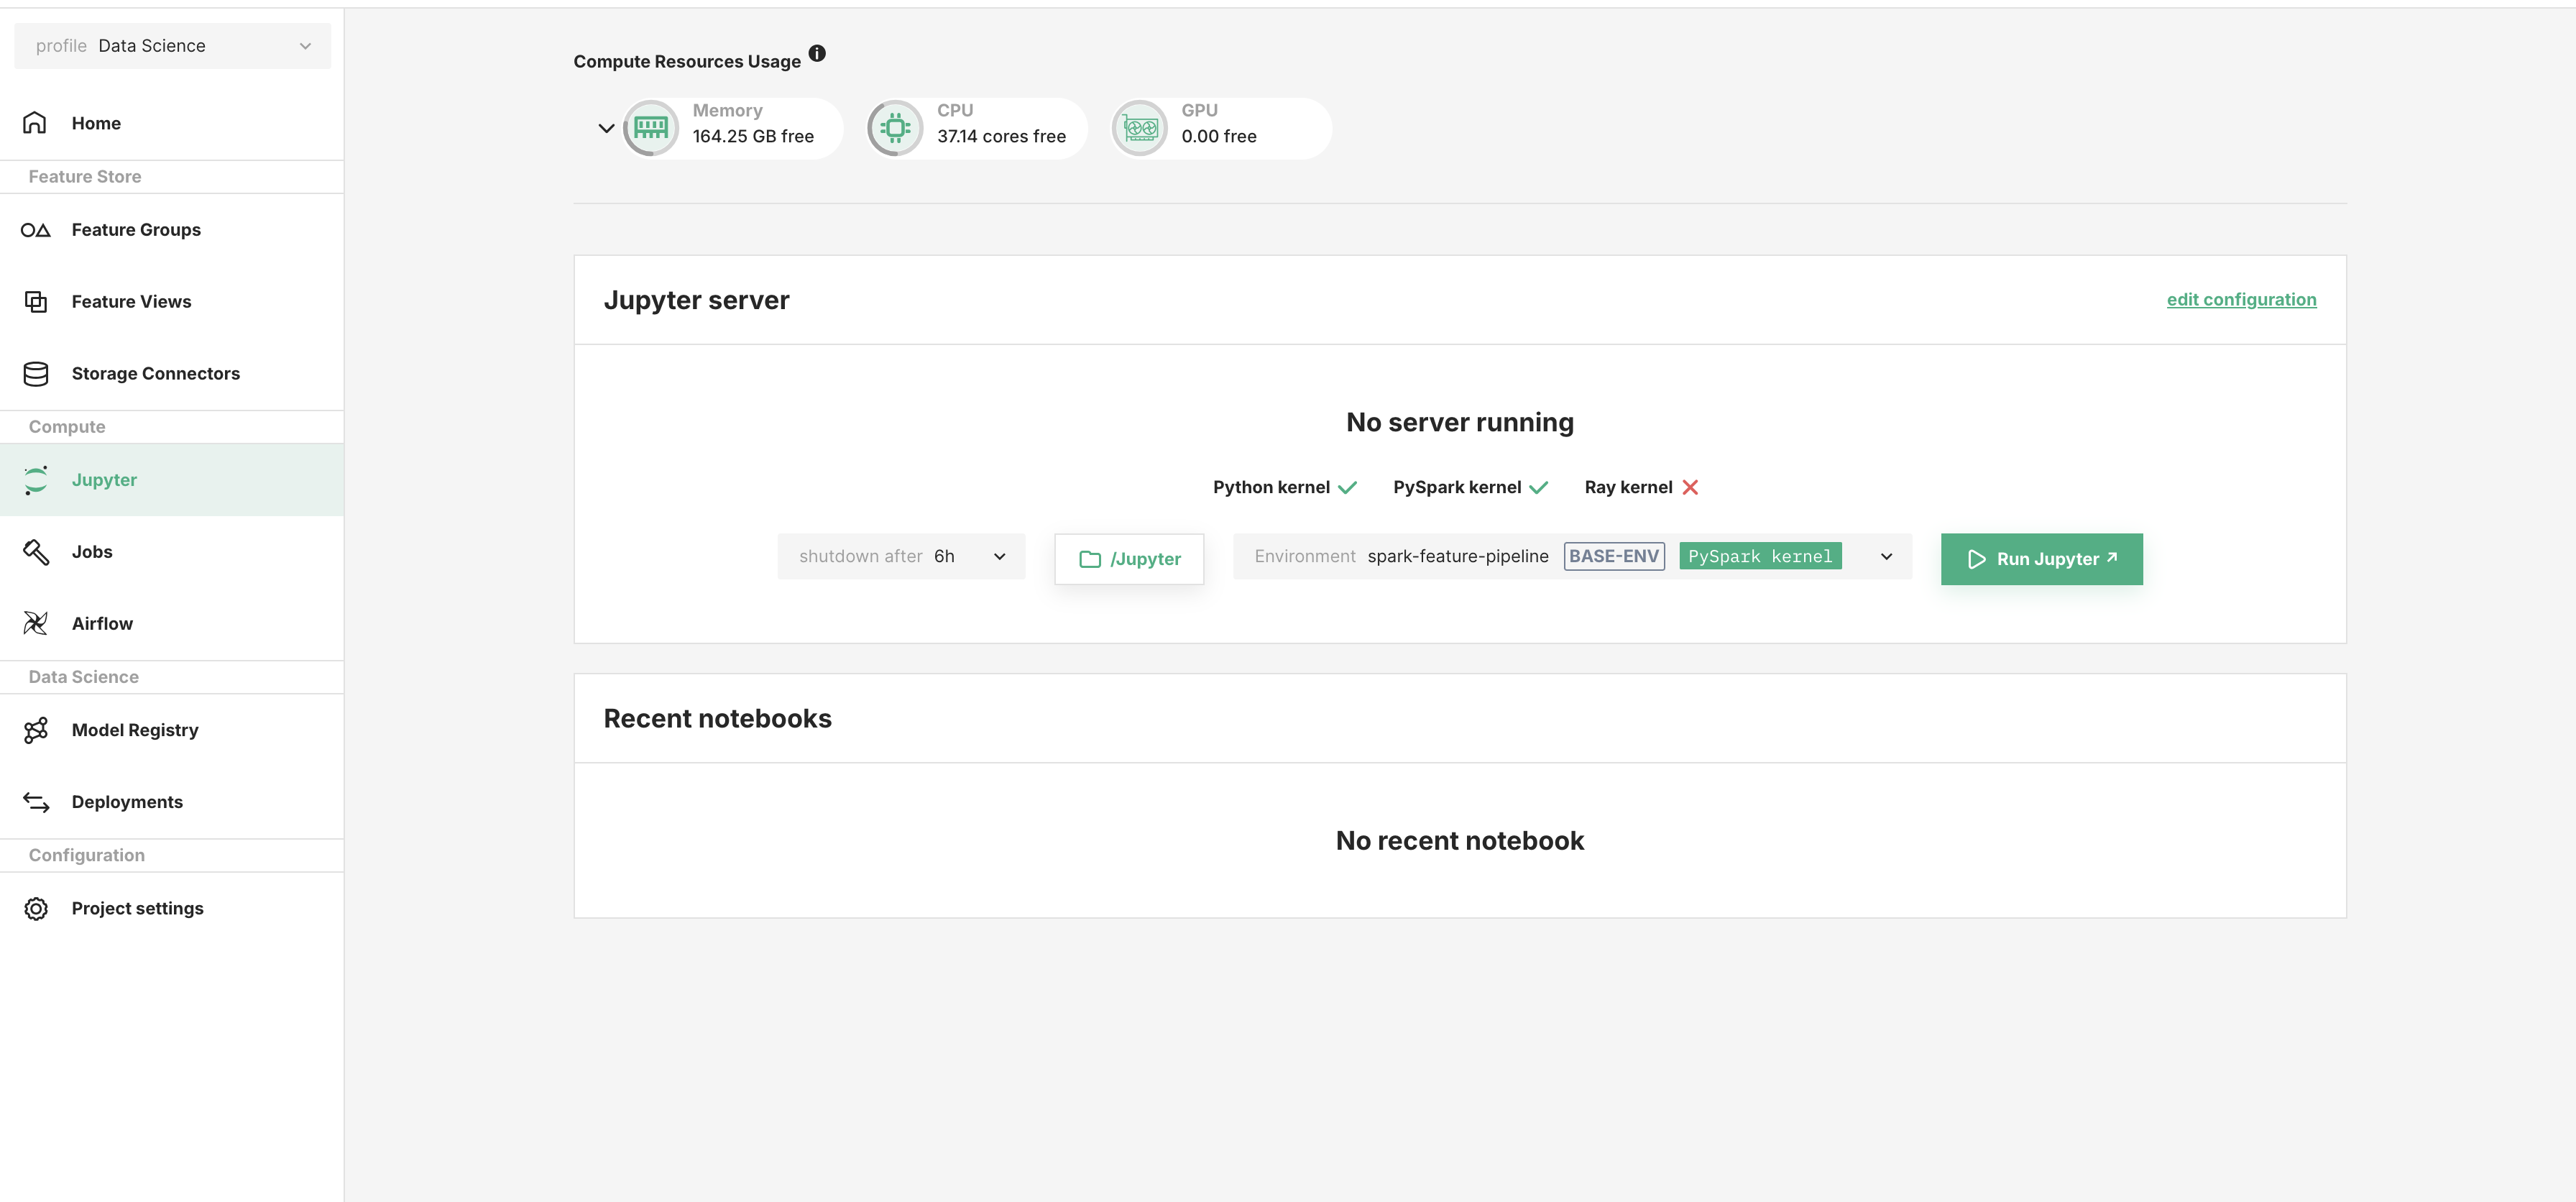 profile Data Science
Home
Feature Store
Feature Groups
Feature Views
Storage Connectors
Compute
Jupyter
Jobs
Airflow
Data Science
Model Registry
Deployments
Configuration
Project settings
Compute Resources Usage
Memory
164.25 GB free
CPU
37.14 cores free
GPU
0.00 free
Jupyter server
edit configuration
No server running
Python kernel PySpark kernel Ray kernel
shutdown after 6h /Jupyter Environment spark-feature-pipeline BASE-ENV PySpark kernel Run Jupyter
Recent notebooks
No recent notebook